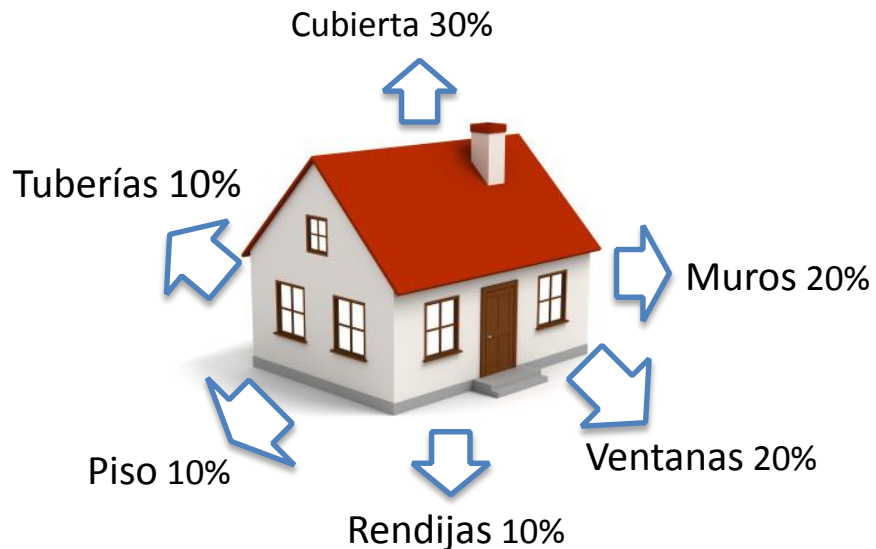 Cubierta 30%
Tuberías 10%
Muros 20%
Ventanas 20%
Piso 10%
Rendijas 10%